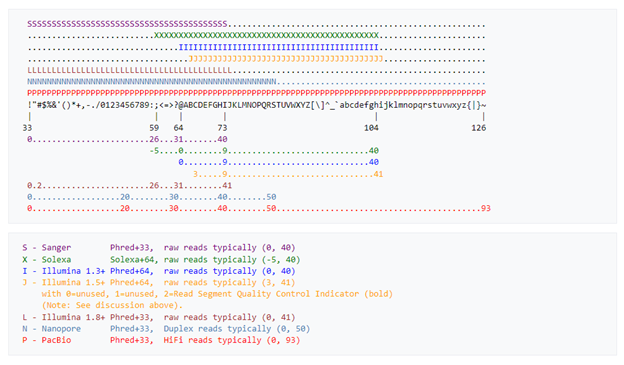 SSSSSSSSSSSSSSSSSSSSSSSSSSSSSSSSSSSSSSSSS.....................................................
..........................XXXXXXXXXXXXXXXXXXXXXXXXXXXXXXXXXXXXXXXXXXXXXX......................
...............................IIIIIIIIIIIIIIIIIIIIIIIIIIIIIIIIIIIIIIIII......................
.................................JJJJJJJJJJJJJJJJJJJJJJJJJJJJJJJJJJJJJJJ.....................
LLLLLLLLLLLLLLLLLLLLLLLLLLLLLLLLLLLLLLLLLL....................................................
NNNNNNNNNNNNNNNNNNNNNNNNNNNNNNNNNNNNNNNNNNNNNNNNNNN...........................................
PPPPPPPPPPPPPPPPPPPPPPPPPPPPPPPPPPPPPPPPPPPPPPPPPPPPPPPPPPPPPPPPPPPPPPPPPPPPPPPPPPPPPPPPPPPPPP
!"#$%&'()*+,-./0123456789:;<=>?@ABCDEFGHIJKLMNOPQRSTUVWXYZ[\]^_`abcdefghijklmnopqrstuvwxyz{|}~
| | | | | |
33 59 64 73 104 126
0........................26...31.......40
-5....0........9.............................40
0........9.............................40
3.....9..............................41
0.2......................26...31........41
0..................20........30........40........50
0..................20........30........40........50..........................................93
S - Sanger Phred+33, raw reads typically (0, 40)
X - Solexa Solexa+64, raw reads typically (-5, 40)
I - Illumina 1.3+ Phred+64, raw reads typically (0, 40)
J - Illumina 1.5+ Phred+64, raw reads typically (3, 41)
with 0=unused, 1=unused, 2=Read Segment Quality Control Indicator (bold)
(Note: See discussion above).
L - Illumina 1.8+ Phred+33, raw reads typically (0, 41)
N - Nanopore Phred+33, Duplex reads typically (0, 50)
P - PacBio Phred+33, HiFi reads typically (0, 93)